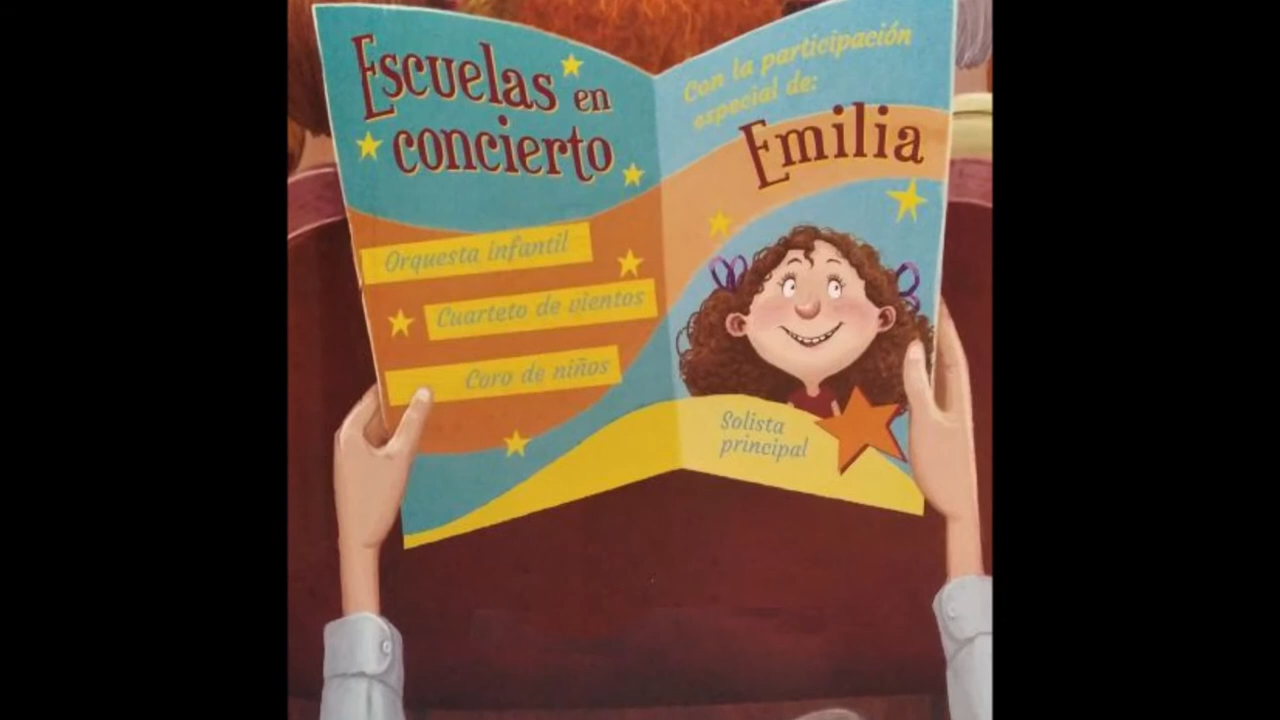 Escuelas en
concierto
Orquesta infantil
Cuarteto de vientos
Coro de niños
Con la participación
especial de:
Emilia
Solista
principal